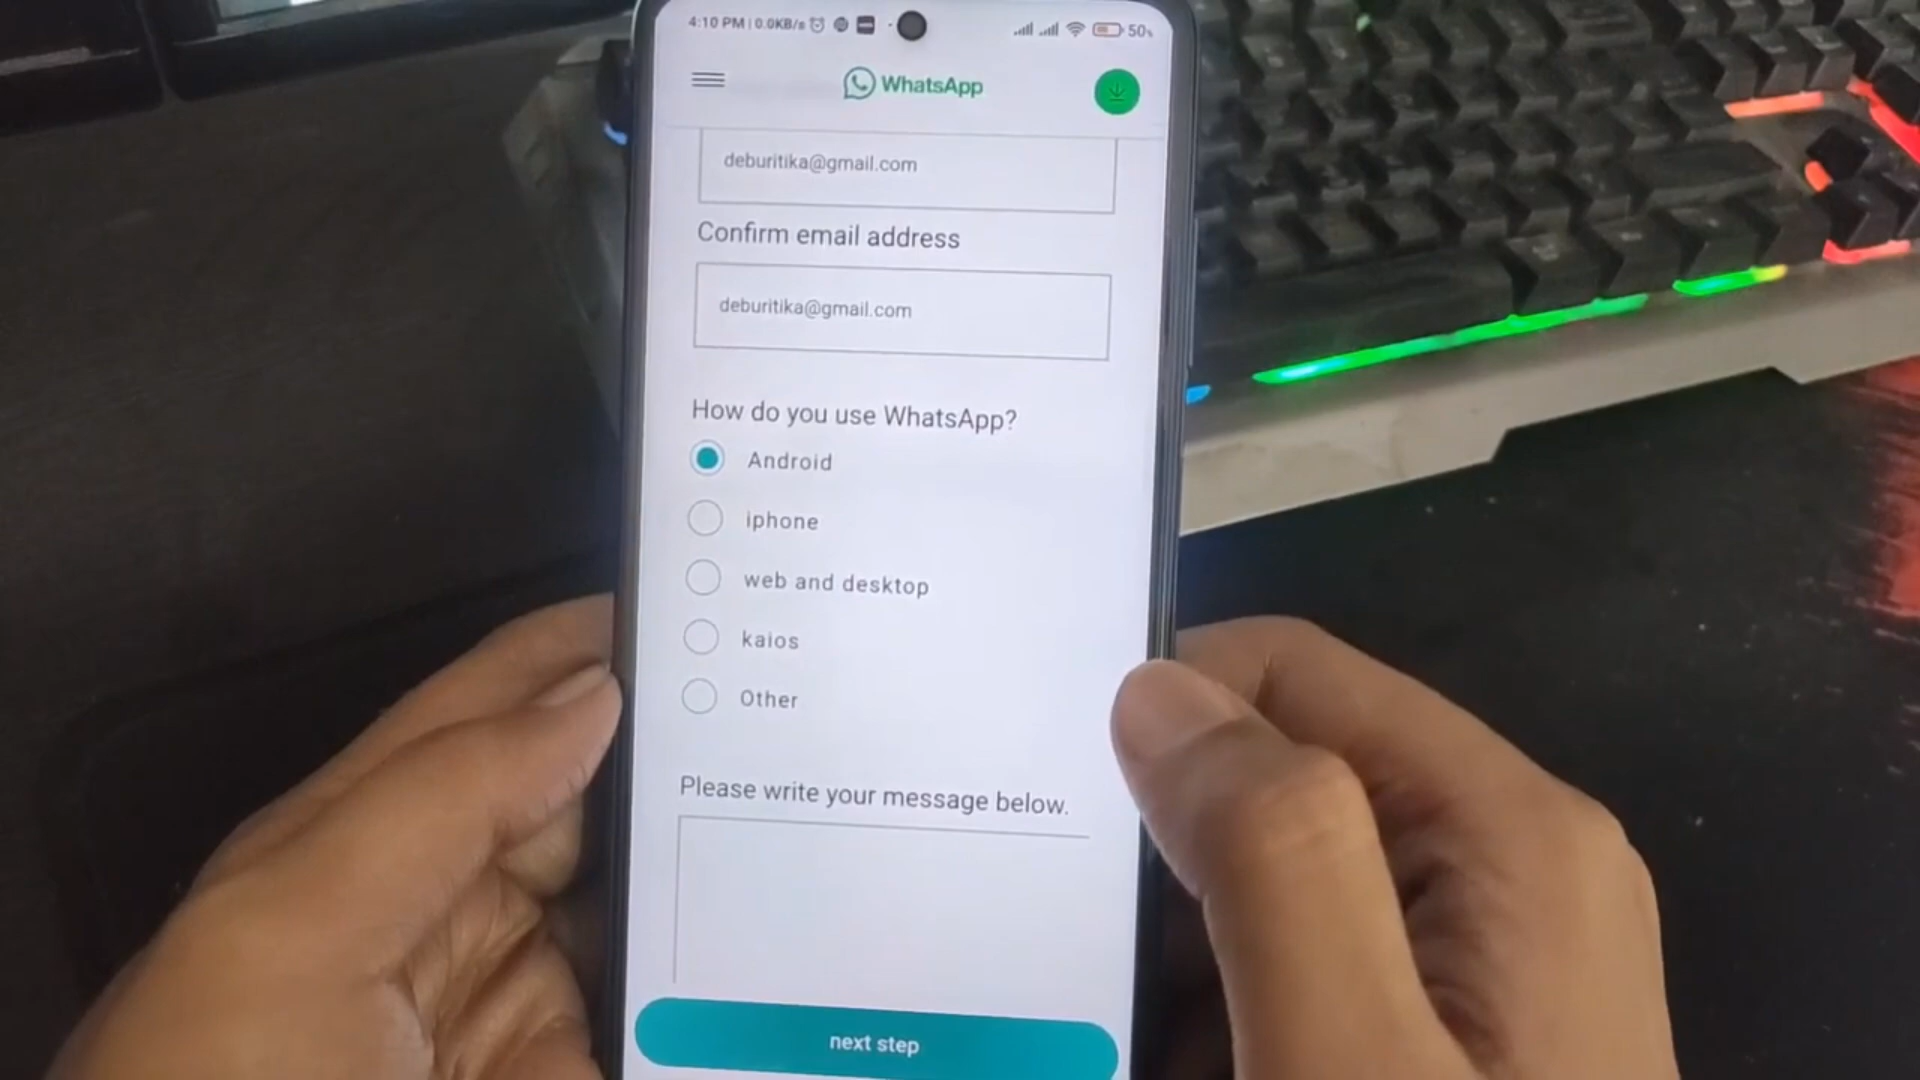 4:10 PM | 0.0KB/s
50%
WhatsApp
deburitika@gmail.com
Confirm email address
deburitika@gmail.com
How do you use WhatsApp?
Android
iphone
web and desktop
kaios
Other
Please write your message below.
next step